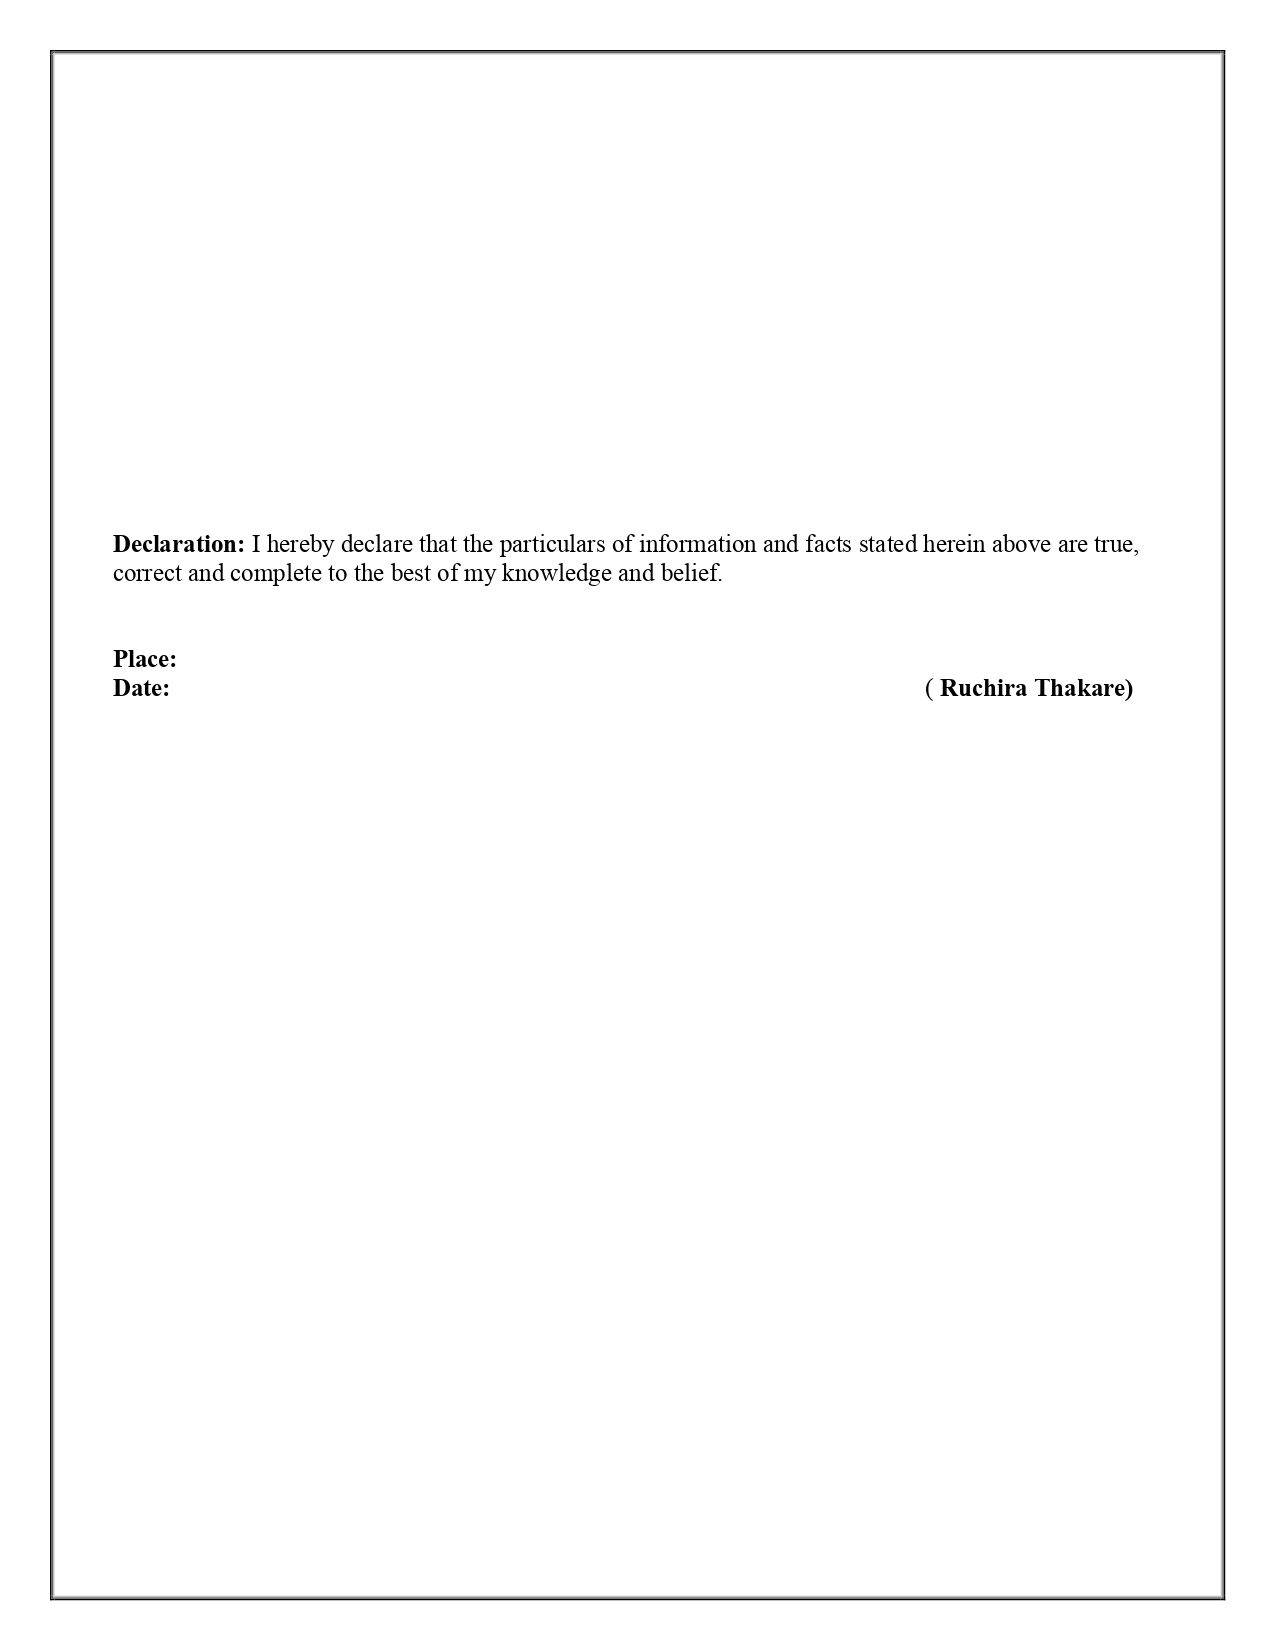 Declaration: I hereby declare that the particulars of information and facts stated herein above are true,
correct and complete to the best of my knowledge and belief.
Place:
Date: ( Ruchira Thakare)